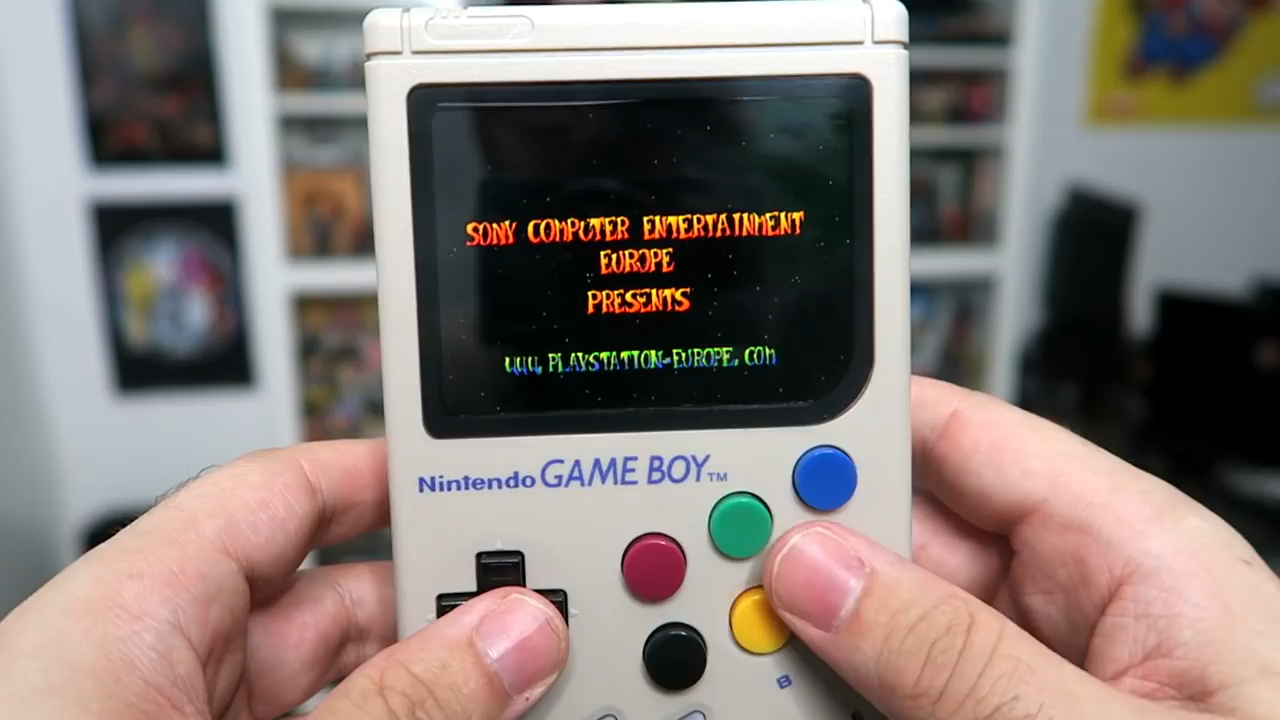 SONY COMPUTER ENTERTAINMENT
EUROPE
PRESENTS
WWW.PLAYSTATION-EUROPE.COM
Nintendo GAME BOY™
B